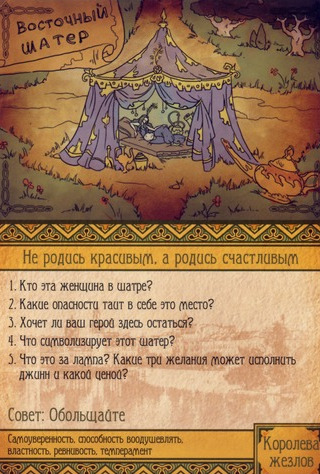 Восточный
шатер
Не родись красивым, а родись счастливым
1. Кто эта женщина в шатре?
2. Какие опасности таит в себе это место?
3. Хочет ли ваш герой здесь остаться?
4. Что символизирует этот шатер?
5. Что это за лампа? Какие три желания может исполнить
джинн и какой ценой?
Совет: Обольщайте
Самоуверенность, способность воодушевлять,
властность, ревнивость, темперамент
Королева
жезлов